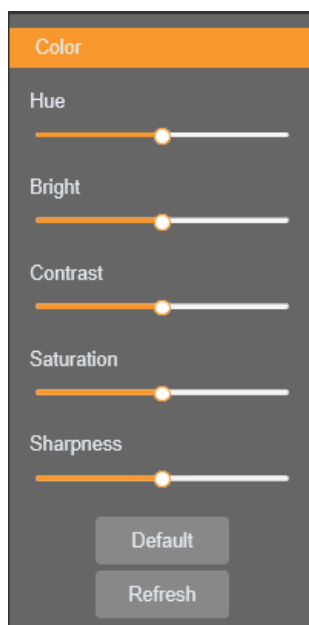 Color
Hue
Bright
Contrast
Saturation
Sharpness
Default
Refresh